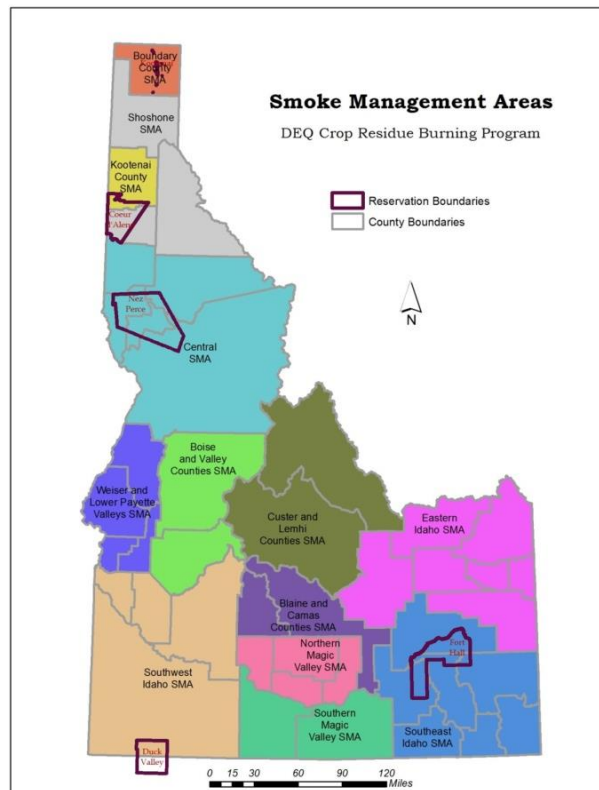 Smoke Management Areas
DEQ Crop Residue Burning Program
Reservation Boundaries
County Boundaries
N
Boundary
County
SMA
Shoshone
SMA
Kootenai
County
SMA
Coeur
Nez
Perce
Central
SMA
Boise
and Valley
Counties SMA
Weiser and
Lower Payette
Valleys SMA
Custer and
Lemhi
Counties SMA
Eastern
Idaho SMA
Blaine and
Camas
Counties SMA
Northern
Magic
Valley SMA
Fort
Hall
Southwest
Idaho SMA
Southern
Magic
Valley SMA
Southeast
Idaho SMA
Duck
Valley
0 15 30 60 90 120
Miles